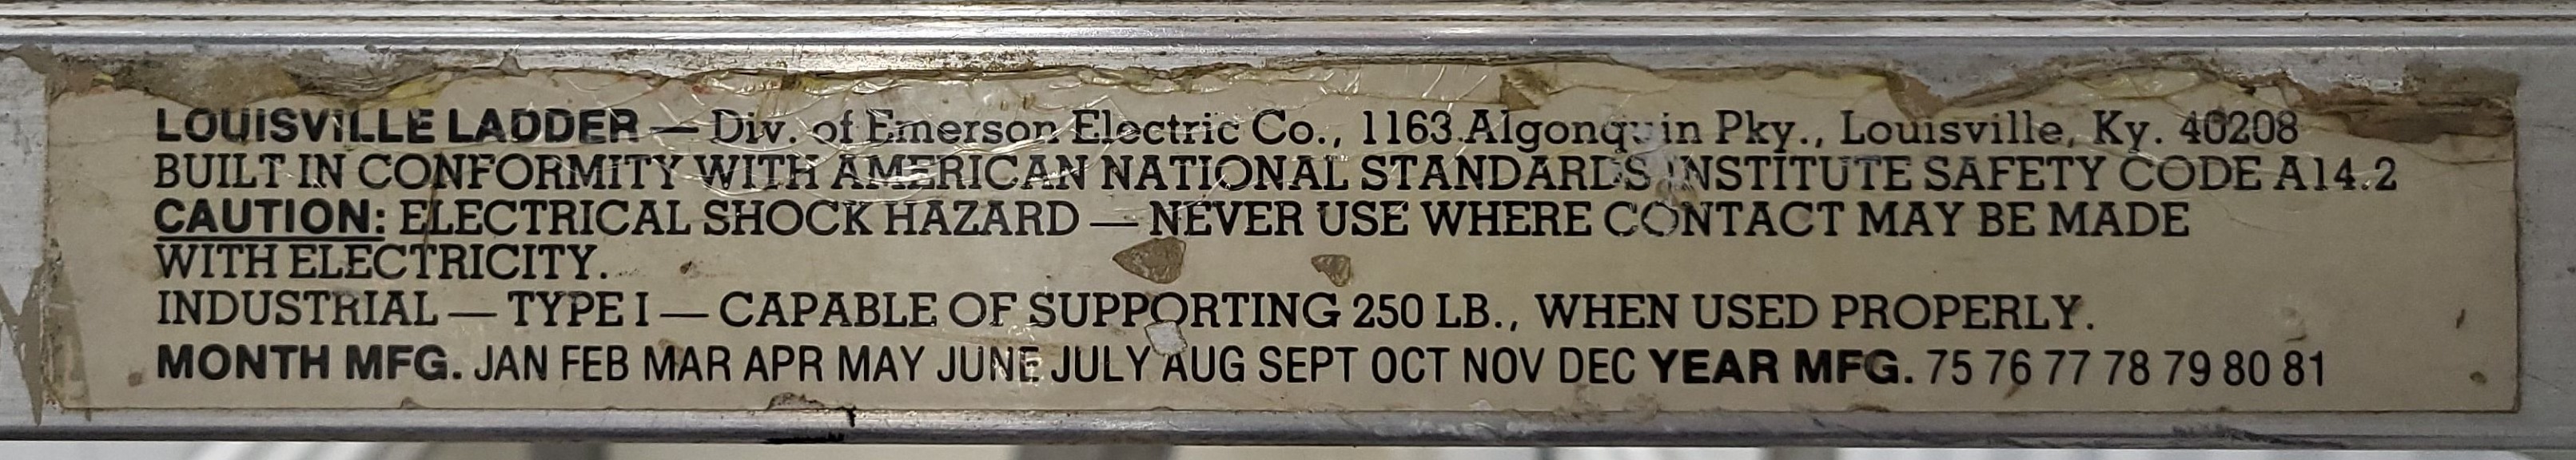 LOUISVILLE LADDER — Div. of Emerson Electric Co., 1163 Algonquin Pky., Louisville, Ky. 40208
BUILT IN CONFORMITY WITH AMERICAN NATIONAL STANDARDS INSTITUTE SAFETY CODE A14.2
CAUTION: ELECTRICAL SHOCK HAZARD — NEVER USE WHERE CONTACT MAY BE MADE
WITH ELECTRICITY.
INDUSTRIAL — TYPE I — CAPABLE OF SUPPORTING 250 LB., WHEN USED PROPERLY.
MONTH MFG. JAN FEB MAR APR MAY JUNE JULY AUG SEPT OCT NOV DEC YEAR MFG. 75 76 77 78 79 80 81